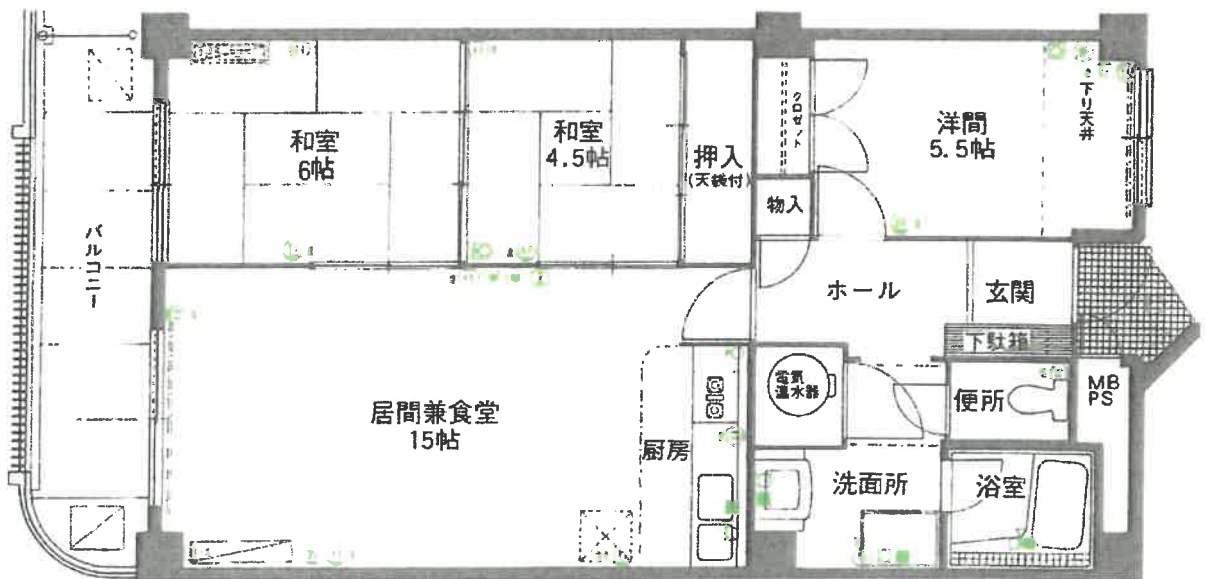 和室
6帖
和室
4.5帖
押入
(天袋付)
クロゼット
物入
洋間
5.5帖
下り天井
バルコニー
ホール
玄関
下駄箱
居間兼食堂
15帖
厨房
電気
温水器
便所
MB
PS
洗面所
浴室